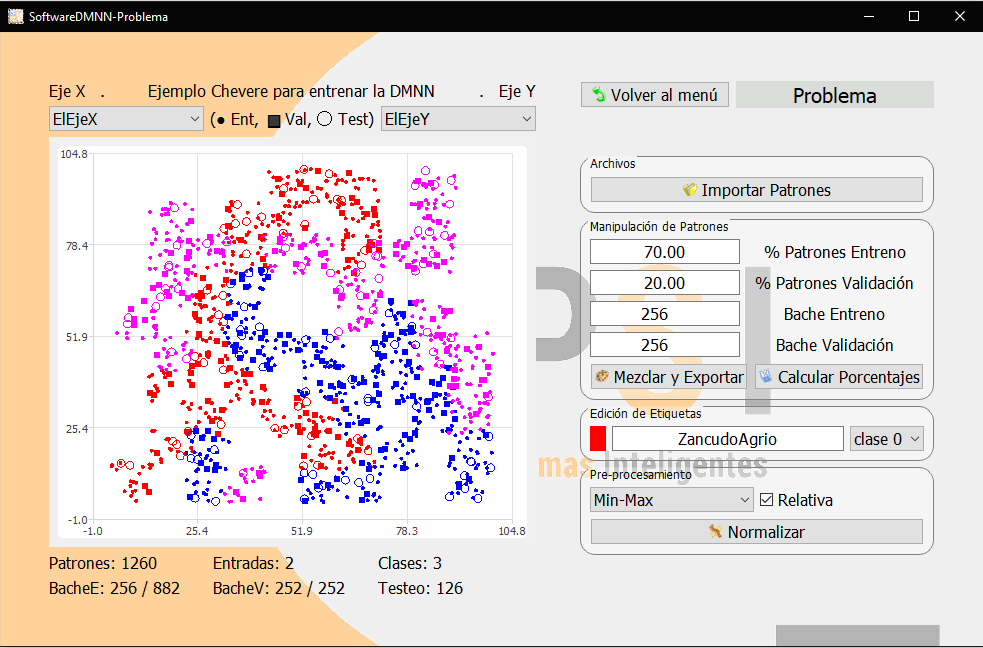 SoftwareDMNN-Problema
Eje X . Ejemplo Chevere para entrenar la DMNN . Eje Y
ElEjeX (● Ent, ■ Val, ○ Test) ElEjeY
104.8
78.4
51.9
25.4
-1.0
-1.0 25.4 51.9 78.3 104.8
Patrones: 1260 Entradas: 2 Clases: 3
BacheE: 256 / 882 BacheV: 252 / 252 Testeo: 126
Volver al menú Problema
Archivos
Importar Patrones
Manipulación de Patrones
70.00 % Patrones Entreno
20.00 % Patrones Validación
256 Bache Entreno
256 Bache Validación
Mezclar y Exportar Calcular Porcentajes
Edición de Etiquetas
ZancudoAgrio clase 0
mas Inteligentes
Pre-procesamiento
Min-Max Relativa
Normalizar